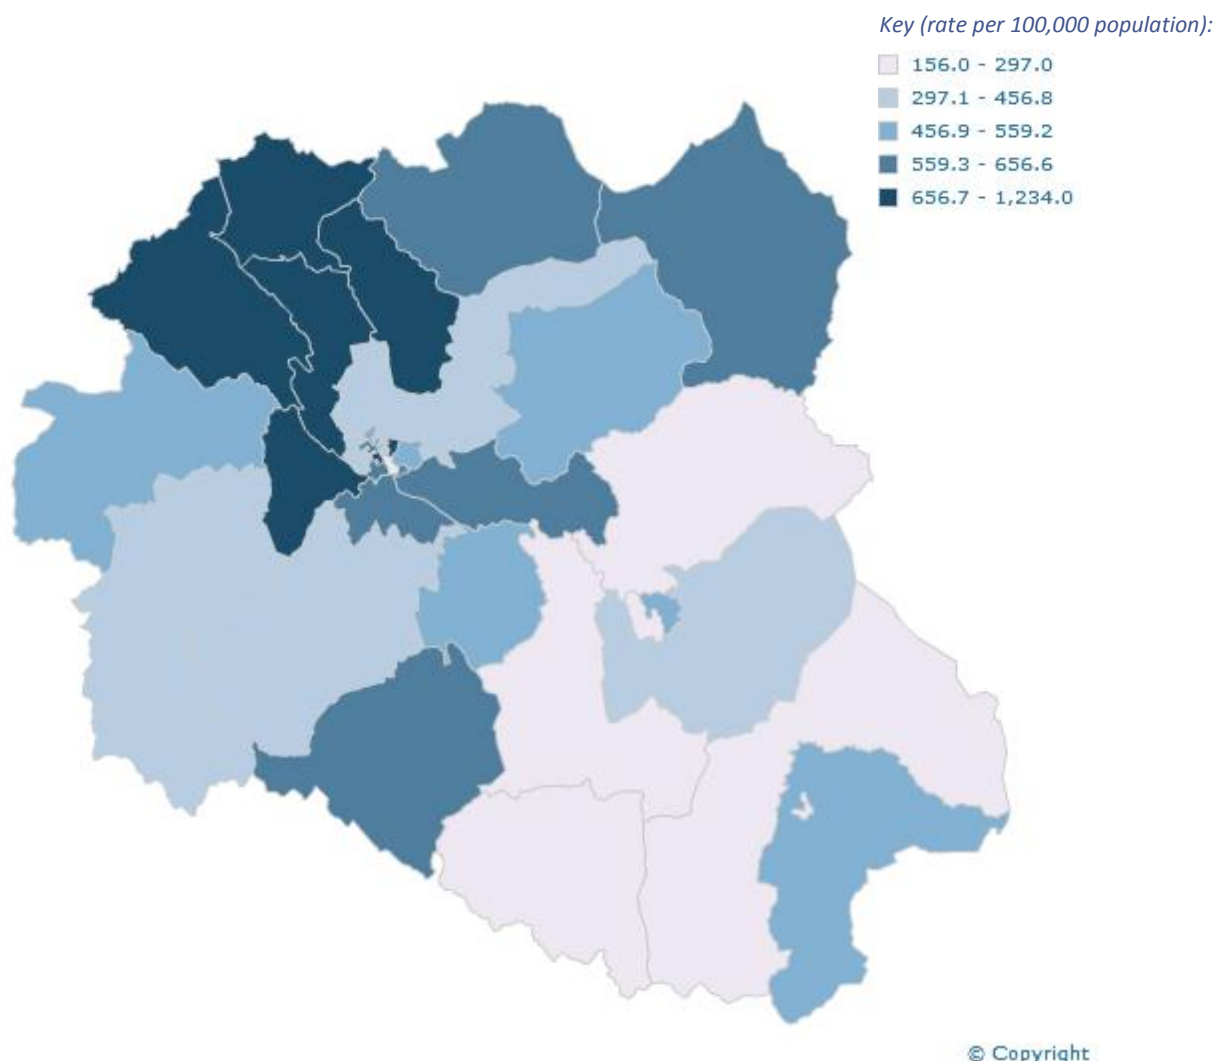 Key (rate per 100,000 population):
156.0 - 297.0
297.1 - 456.8
456.9 - 559.2
559.3 - 656.6
656.7 - 1,234.0
© Copyright